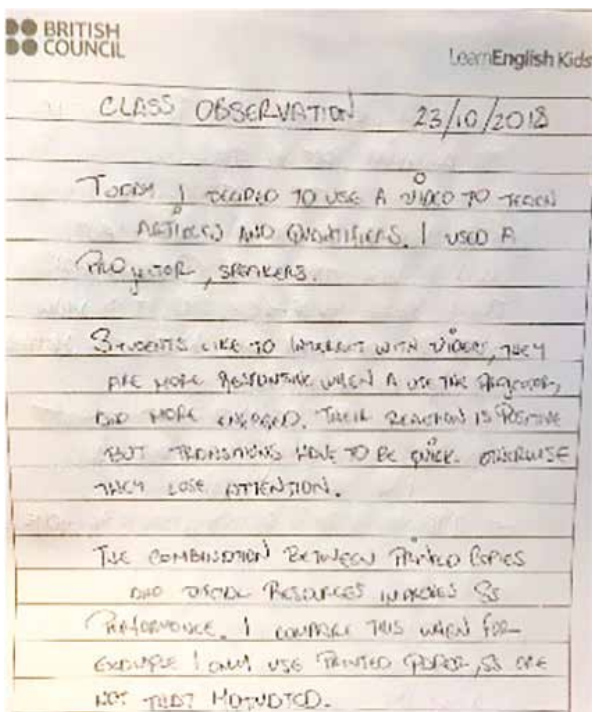 BRITISH
COUNCIL
LearnEnglish Kids
CLASS OBSERVATION 23/10/2018
TODAY I DECIDED TO USE A VIDEO TO TEACH
ARTICLES AND QUANTIFIERS. I USED A
PROYECTOR, SPEAKERS.
STUDENTS LIKE TO INTERACT WITH VIDEOS, THEY
ARE MORE RESPONSIVE WHEN A USE THE PROJECTOR,
AND MORE ENGAGED. THEIR REACTION IS POSITIVE
BUT TRANSITIONS HAVE TO BE QUICK. OTHERWISE
THEY LOSE ATTENTION.
THE COMBINATION BETWEEN PRINTED COPIES
AND DIGITAL RESOURCES IMPROVES SS
PERFORMANCE. I COMPARE THIS WHEN FOR
EXAMPLE I ONLY USE PRINTED PAPER, SS ARE
NOT THAT MOTIVATED.